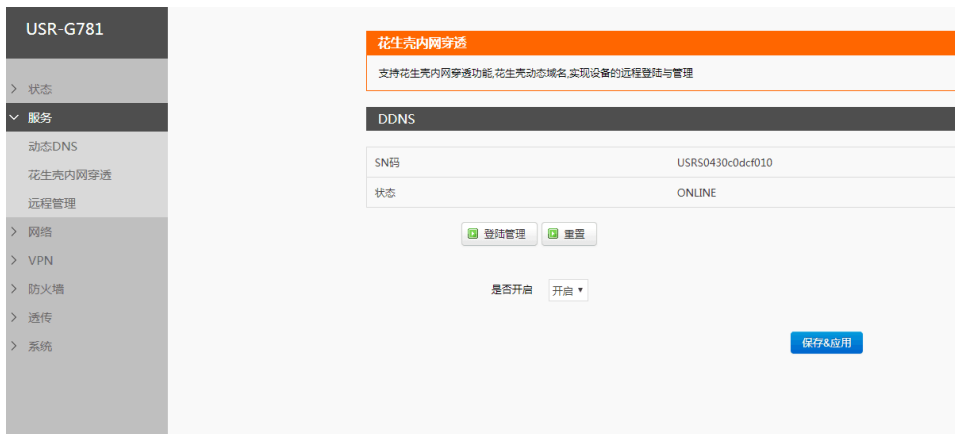 USR-G781
状态
服务
动态DNS
花生壳内网穿透
远程管理
网络
VPN
防火墙
透传
系统
花生壳内网穿透
支持花生壳内网穿透功能,花生壳动态域名,实现设备的远程登陆与管理
DDNS
SN码 USRS0430c0dcf010
状态 ONLINE
登陆管理 重置
是否开启 开启
保存&应用